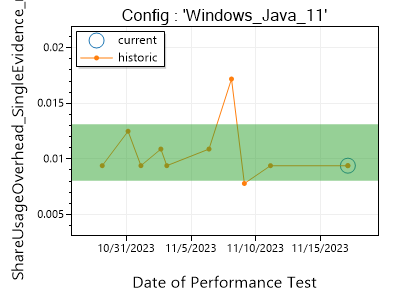 Config : 'Windows_Java_11'
ShareUsageOverhead_SingleEvidence_
0.02
0.015
0.01
0.005
current
historic
10/31/2023 11/5/2023 11/10/2023 11/15/2023
Date of Performance Test